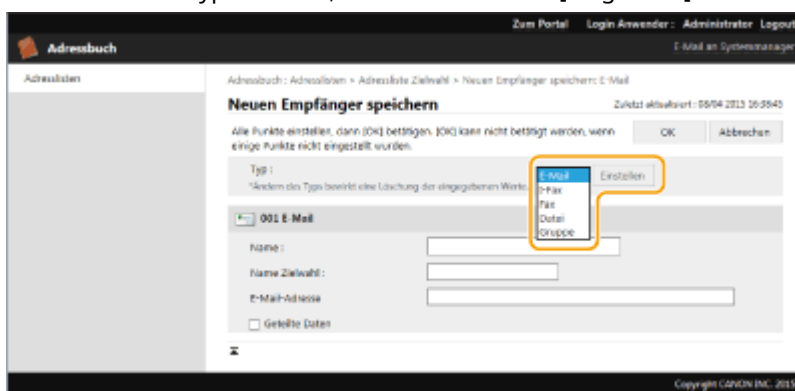 Zum Portal Login Anwender : Administrator Logout
Adressbuch E-Mail an Systemmanager
Adresslisten
Adressbuch : Adresslisten > Adressliste Zielwahl > Neuen Empfänger speichern: E-Mail
Neuen Empfänger speichern Zuletzt aktualisiert : 08/04 2015 16:38:43
Alle Punkte einstellen, dann [OK] betätigen. [OK] kann nicht betätigt werden, wenn
einige Punkte nicht eingestellt wurden.
OK Abbrechen
Typ :
*Ändern des Typs bewirkt eine Löschung der eingegebenen Werte.
E-Mail
I-Fax
Fax
Datei
Gruppe
Einstellen
001 E-Mail
Name :
Name Zielwahl :
E-Mail-Adresse
Geteilte Daten
Copyright CANON INC. 2015